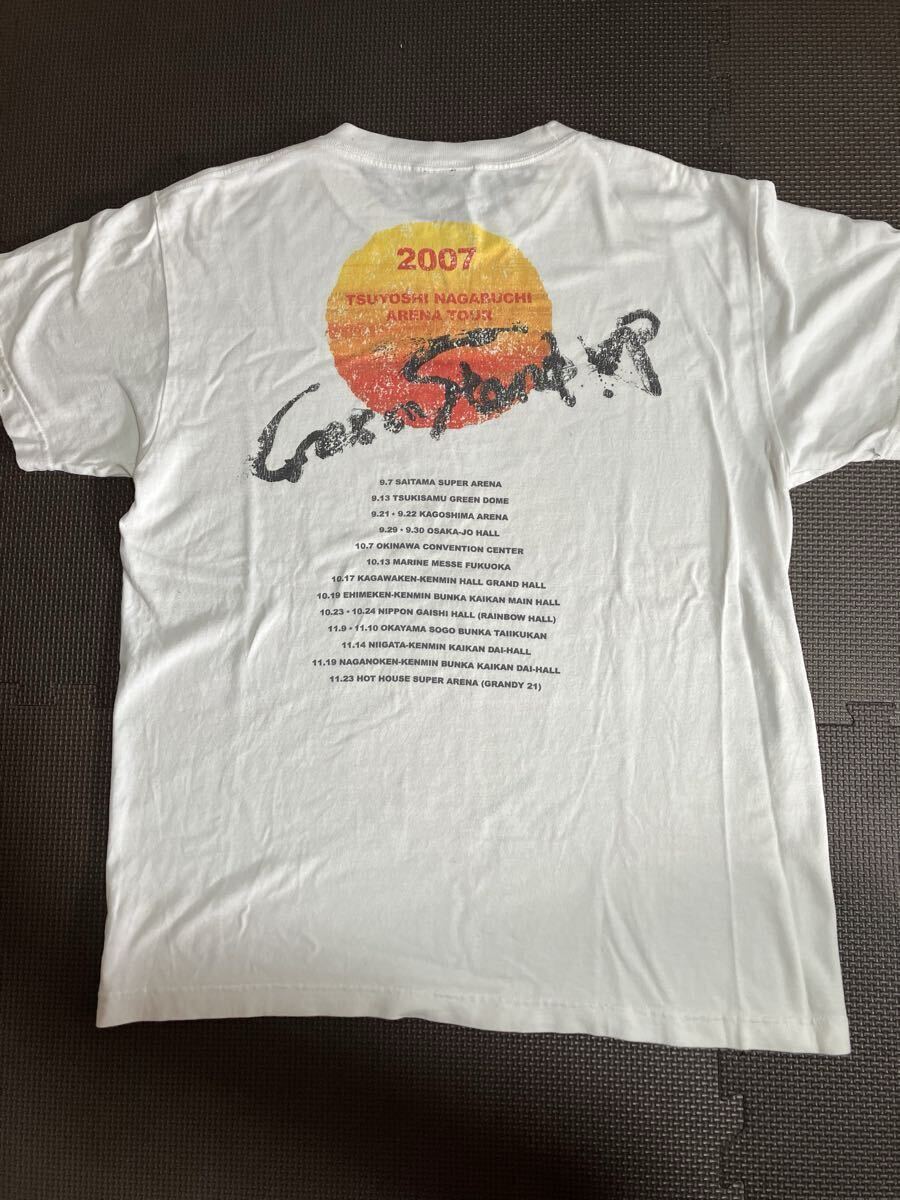 2007
TSUYOSHI NAGABUCHI
ARENA TOUR
Get on Stand up
9.7 SAITAMA SUPER ARENA
9.13 TSUKISAMU GREEN DOME
9.21・9.22 KAGOSHIMA ARENA
9.29・9.30 OSAKA-JO HALL
10.7 OKINAWA CONVENTION CENTER
10.13 MARINE MESSE FUKUOKA
10.17 KAGAWAKEN-KENMIN HALL GRAND HALL
10.19 EHIMEKEN-KENMIN BUNKA KAIKAN MAIN HALL
10.23・10.24 NIPPON GAISHI HALL (RAINBOW HALL)
11.9・11.10 OKAYAMA SOGO BUNKA TAIIKUKAN
11.14 NIIGATA-KENMIN KAIKAN DAI-HALL
11.19 NAGANOKEN-KENMIN BUNKA KAIKAN DAI-HALL
11.23 HOT HOUSE SUPER ARENA (GRANDY 21)